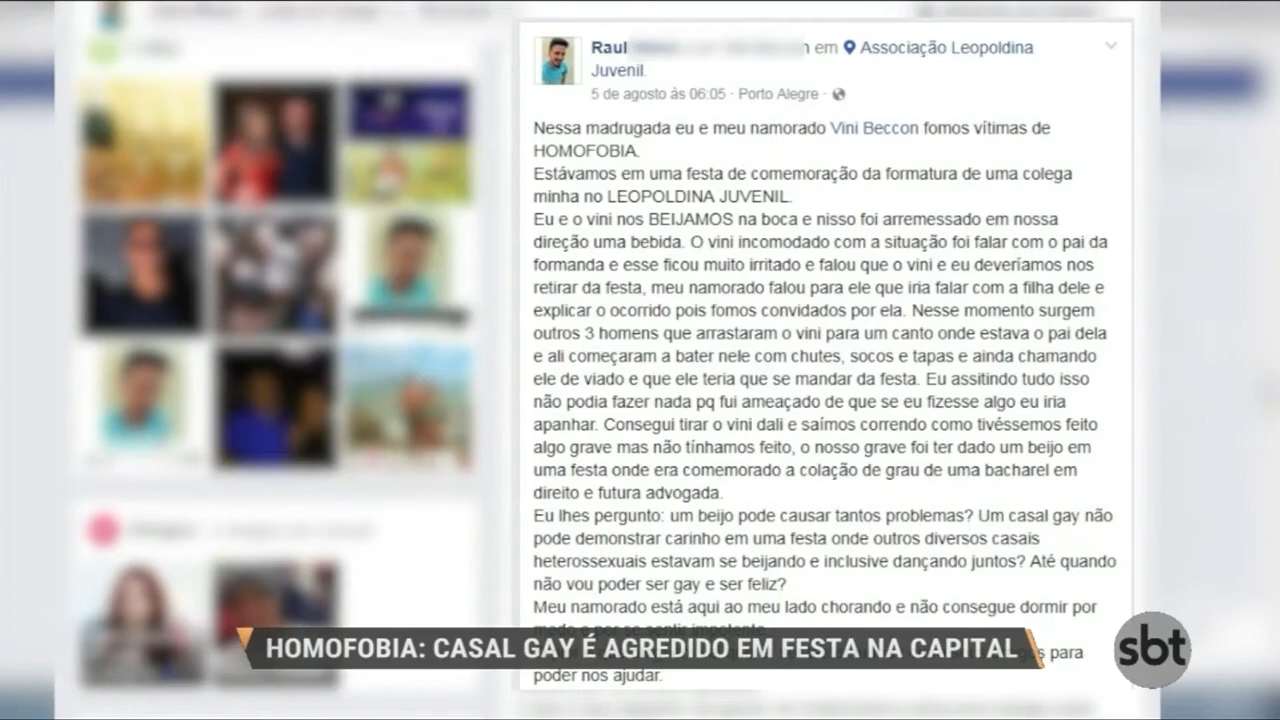 Raul
em Associação Leopoldina
Juvenil.
5 de agosto às 06:05 · Porto Alegre ·
Nessa madrugada eu e meu namorado Vini Beccon fomos vítimas de
HOMOFOBIA.
Estávamos em uma festa de comemoração da formatura de uma colega
minha no LEOPOLDINA JUVENIL.
Eu e o vini nos BEIJAMOS na boca e nisso foi arremessado em nossa
direção uma bebida. O vini incomodado com a situação foi falar com o pai da
formanda e esse ficou muito irritado e falou que o vini e eu deveríamos nos
retirar da festa, meu namorado falou para ele que iria falar com a filha dele e
explicar o ocorrido pois fomos convidados por ela. Nesse momento surgem
outros 3 homens que arrastaram o vini para um canto onde estava o pai dela
e ali começaram a bater nele com chutes, socos e tapas e ainda chamando
ele de viado e que ele teria que se mandar da festa. Eu assitindo tudo isso
não podia fazer nada pq fui ameaçado de que se eu fizesse algo eu iria
apanhar. Consegui tirar o vini dali e saímos correndo como tivéssemos feito
algo grave mas não tínhamos feito, o nosso grave foi ter dado um beijo em
uma festa onde era comemorado a colação de grau de uma bacharel em
direito e futura advogada.
Eu lhes pergunto: um beijo pode causar tantos problemas? Um casal gay não
pode demonstrar carinho em uma festa onde outros diversos casais
heterossexuais estavam se beijando e inclusive dançando juntos? Até quando
não vou poder ser gay e ser feliz?
Meu namorado está aqui ao meu lado chorando e não consegue dormir por
medo e por se sentir impotente.
para
poder nos ajudar.
HOMOFOBIA: CASAL GAY É AGREDIDO EM FESTA NA CAPITAL
sbt